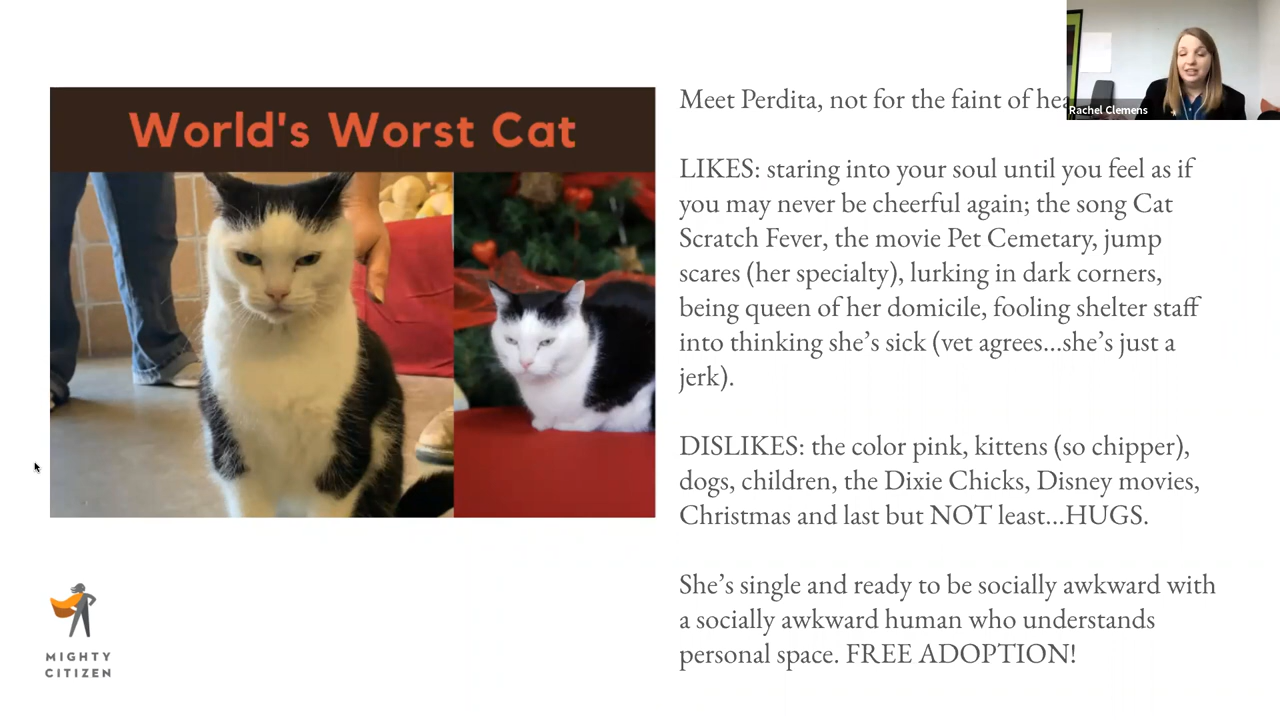 World's Worst Cat
Meet Perdita, not for the faint of
LIKES: staring into your soul until you feel as if
you may never be cheerful again; the song Cat
Scratch Fever, the movie Pet Cemetary, jump
scares (her specialty), lurking in dark corners,
being queen of her domicile, fooling shelter staff
into thinking she’s sick (vet agrees...she’s just a
jerk).
DISLIKES: the color pink, kittens (so chipper),
dogs, children, the Dixie Chicks, Disney movies,
Christmas and last but NOT least...HUGS.
She’s single and ready to be socially awkward with
a socially awkward human who understands
personal space. FREE ADOPTION!
Rachel Clemens
MIGHTY
CITIZEN